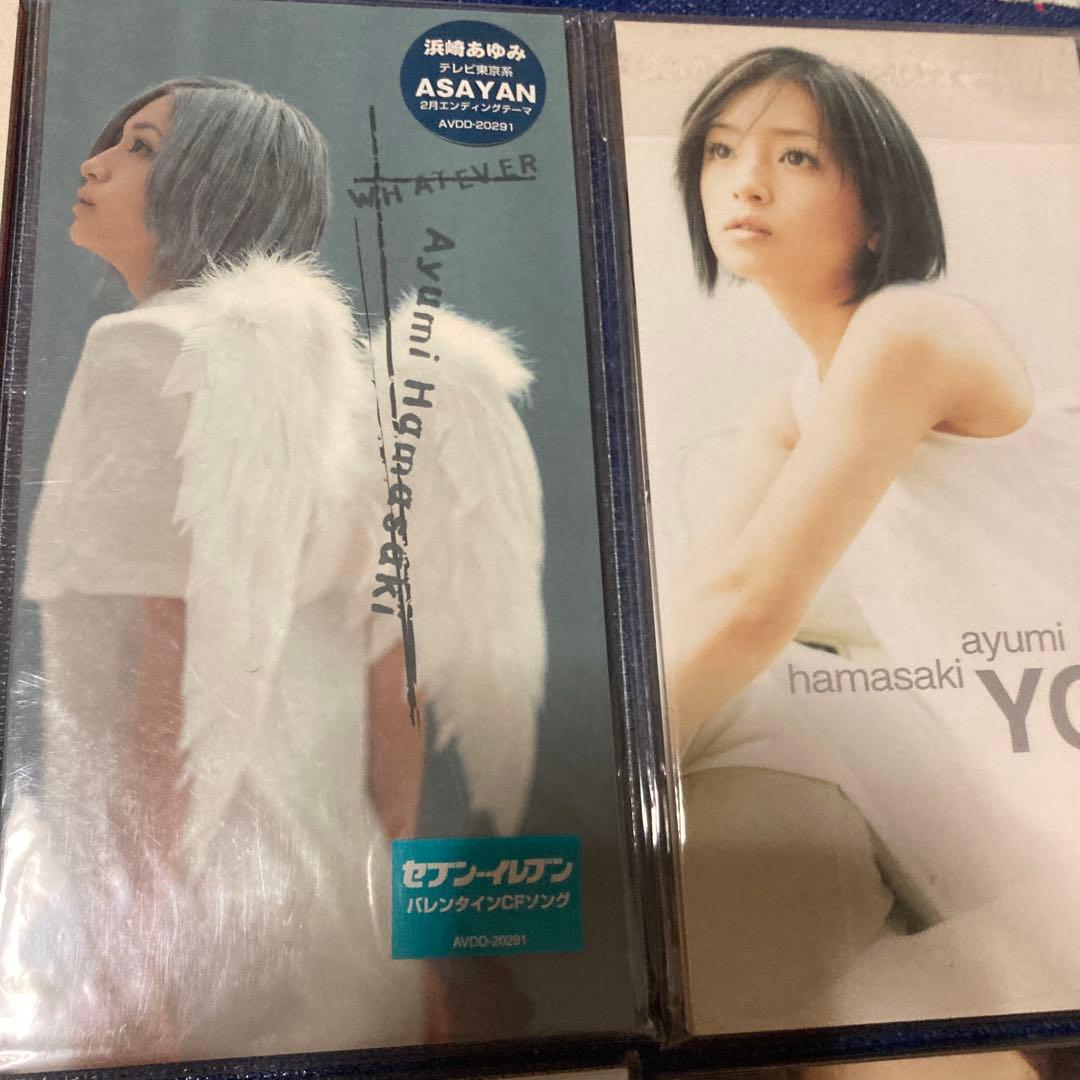 浜崎あゆみ
テレビ東京系
ASAYAN
2月エンディングテーマ
AVDD-20291
WHATEVER
Ayumi Hamasaki
セブン-イレブン
バレンタインCFソング
AVDD-20291
ayumi
hamasaki
YO